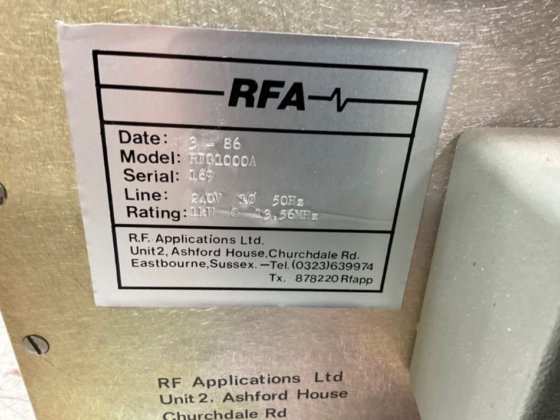 RFA
Date: 3 - 86
Model: RFG1000A
Serial: 169
Line: 240V 1Ø 50Hz
Rating: 1kW @ 13,56MHz
R.F. Applications Ltd.
Unit2, Ashford House,Churchdale Rd.
Eastbourne,Sussex.—Tel.(0323)639974
Tx. 878220 Rfapp
RF Applications Ltd
Unit 2, Ashford House
Churchdale Rd